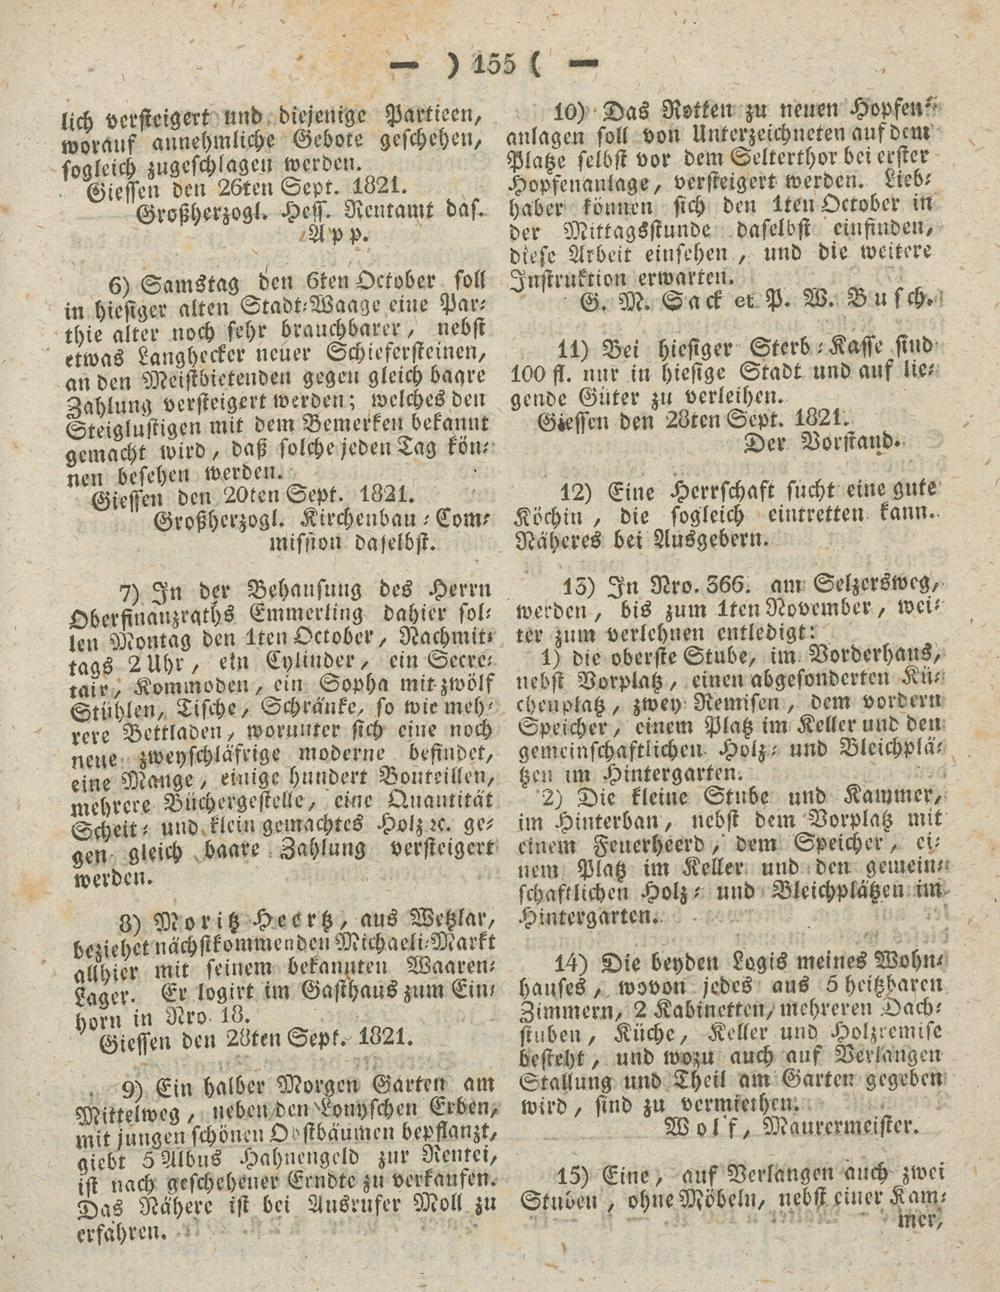 — ) 155 ( —
lich versteigert und diejenige Partieen,
worauf annehmliche Gebote geschehen,
sogleich zugeschlagen werden.
Giessen den 26ten Sept. 1821.
Großherzogl. Hess. Rentamt das.
App.
6) Samstag den 6ten October soll
in hiesiger alten Stadt-Waage eine Par-
thie alter noch sehr brauchbarer, nebst
etwas Langhecker neuer Schiefersteinen,
an den Meistbietenden gegen gleich baare
Zahlung versteigert werden; welches den
Steiglustigen mit dem Bemerken bekannt
gemacht wird, daß solche jeden Tag kön-
nen besehen werden.
Giessen den 20ten Sept. 1821.
Großherzogl. Kirchenbau-Com-
mission daselbst.
7) In der Behausung des Herrn
Oberfinanzraths Emmerling dahier sol-
len Montag den 1ten October, Nachmit-
tags 2 Uhr, ein Cylinder, ein Secre-
tair, Kommoden, ein Sopha mit zwölf
Stühlen, Tische, Schränke, so wie meh-
rere Bettladen, worunter sich eine noch
neue zweyschläfrige moderne befindet,
eine Mange, einige hundert Bouteillen,
mehrere Büchergestelle, eine Quantität
Scheit- und klein gemachtes Holz ꝛc. ge-
gen gleich baare Zahlung versteigert
werden.
8) Moritz Heertz, aus Wetzlar,
beziehet nächstkommenden Michaeli-Markt
allhier mit seinem bekannten Waaren-
Lager. Er logirt im Gasthaus zum Ein-
horn in Nro 18.
Giessen den 28ten Sept. 1821.
9) Ein halber Morgen Garten am
Mittelweg, neben den Lonyschen Erben,
mit jungen schönen Obstbäumen bepflanzt,
giebt 5 Albus Hahnengeld zur Rentei,
ist nach geschehener Erndte zu verkaufen.
Das Nähere ist bei Ausrufer Moll zu
erfahren.
10) Das Rotten zu neuen Hopfen-
anlagen soll von Unterzeichneten auf dem
Platze selbst vor dem Selterthor bei erster
Hopfenanlage, versteigert werden. Lieb-
haber können sich den 1ten October in
der Mittagsstunde daselbst einfinden,
diese Arbeit einsehen, und die weitere
Instruktion erwarten.
G. M. Sack et P. W. Busch.
11) Bei hiesiger Sterb-Kasse sind
100 fl. nur in hiesige Stadt und auf lie-
gende Güter zu verleihen.
Giessen den 28ten Sept. 1821.
Der Vorstand.
12) Eine Herrschaft sucht eine gute
Köchin, die sogleich eintretten kann.
Näheres bei Ausgebern.
13) In Nro. 366. am Selzersweg,
werden, bis zum 1ten November, wei-
ter zum verlehnen entledigt:
1) die oberste Stube, im Vorderhaus,
nebst Vorplatz, einen abgesonderten Kü-
chenplatz, zwey Remisen, dem vordern
Speicher, einem Platz im Keller und den
gemeinschaftlichen Holz- und Bleichplä-
tzen im Hintergarten.
2) Die kleine Stube und Kammer,
im Hinterbau, nebst dem Vorplatz mit
einem Feuerheerd, dem Speicher, ei-
nem Platz im Keller und den gemein-
schaftlichen Holz- und Bleichplätzen im
Hintergarten.
14) Die beyden Logis meines Wohn-
hauses, wovon jedes aus 5 heitzbaren
Zimmern, 2 Kabinetten, mehreren Dach-
stuben, Küche, Keller und Holzremise
besteht, und wozu auch auf Verlangen
Stallung und Theil am Garten gegeben
wird, sind zu vermiethen.
Wolf, Maurermeister.
15) Eine, auf Verlangen auch zwei
Stuben, ohne Möbeln, nebst einer Kam-
mer,